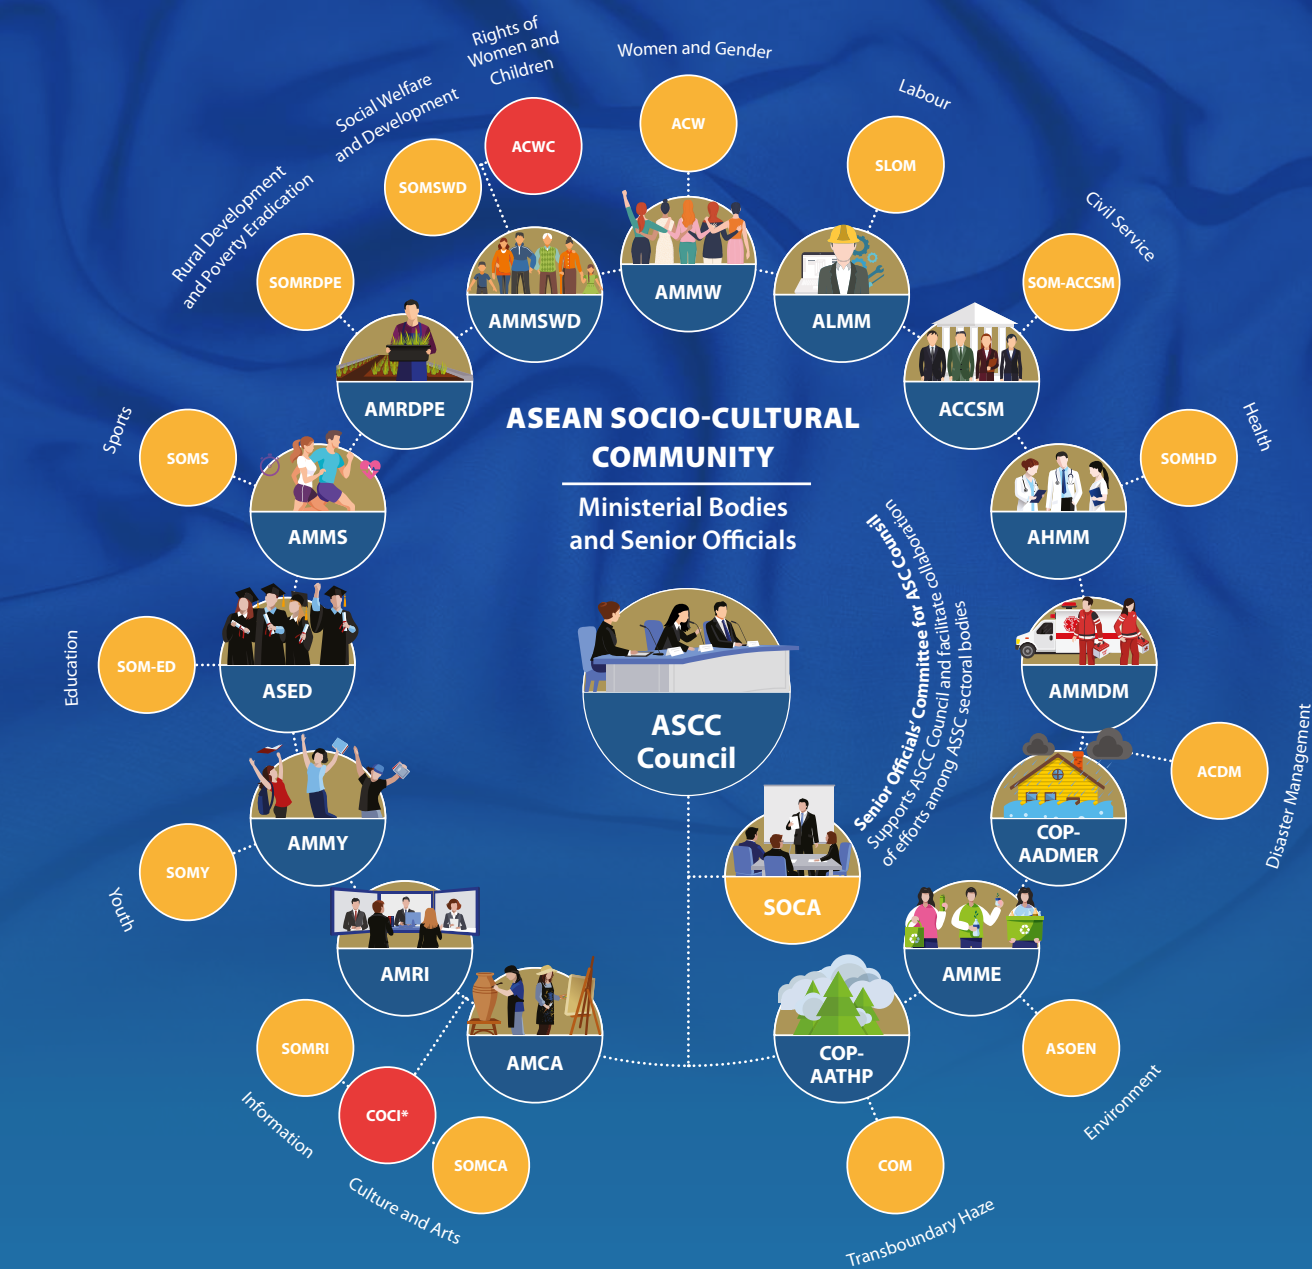 Rights of
Women and
Children
Women and Gender
Social Welfare
and Development
Labour
ACW
ACWC
SLOM
SOMSWD
Civil Service
Rural Development
and Poverty Eradication
SOMRDPE
SOM-ACCSM
AMMW
AMMSWD
ALMM
AMRDPE
ACCSM
ASEAN SOCIO-CULTURAL
COMMUNITY
Ministerial Bodies
and Senior Officials
Sports
SOMS
Health
SOMHD
AMMS
AHMM
Senior Officials' Committee for ASC Counsil
Supports ASCC Council and facilitate collaboration
of efforts among ASSC sectoral bodies
Education
SOM-ED
ASED
AMMDM
ASCC
Council
ACDM
Disaster Management
AMMY
COP-
AADMER
SOMY
Youth
SOCA
AMRI
AMME
SOMRI
AMCA
COP-
AATHP
ASOEN
Information
COCI*
Environment
SOMCA
COM
Culture and Arts
Transboundary Haze